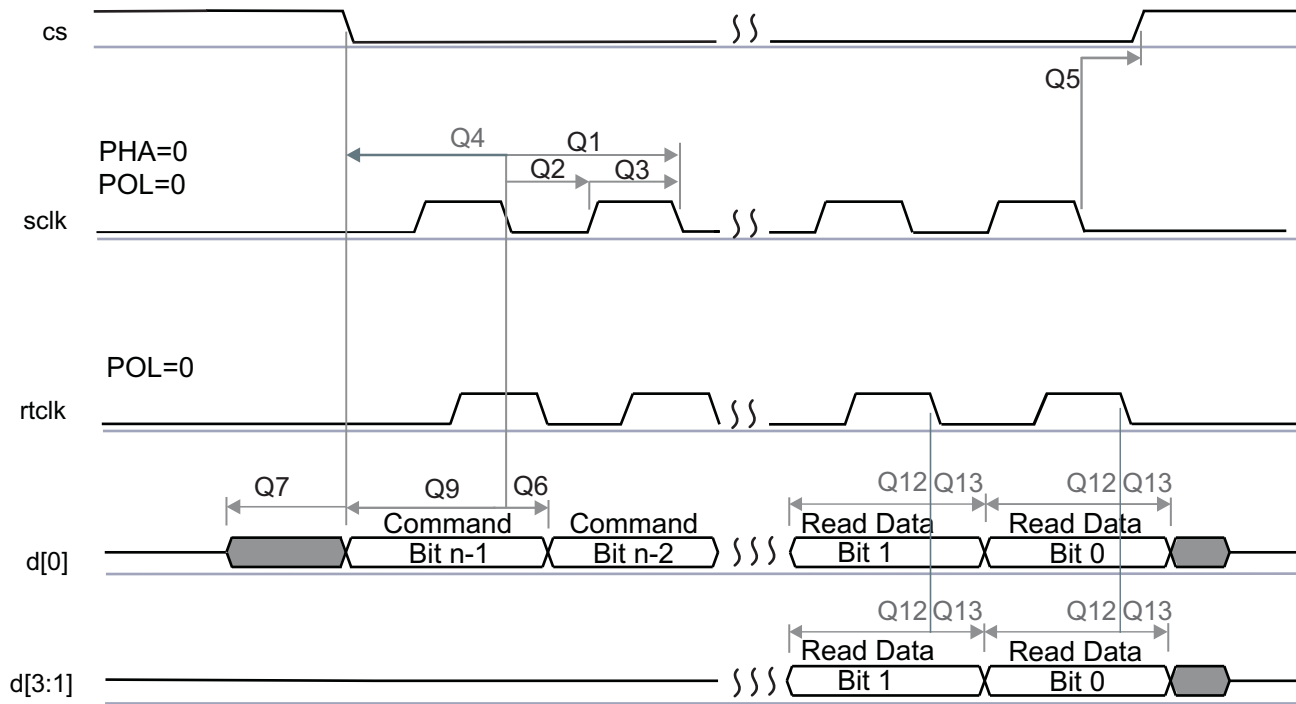 cs
Q5
Q4 Q1
PHA=0
Q2 Q3
POL=0
sclk
POL=0
rtclk
Q7 Q9 Q6 Q12 Q13 Q12 Q13
Command Command Read Data Read Data
d[0] Bit n-1 Bit n-2 Bit 1 Bit 0
Q12 Q13 Q12 Q13
Read Data Read Data
d[3:1] Bit 1 Bit 0